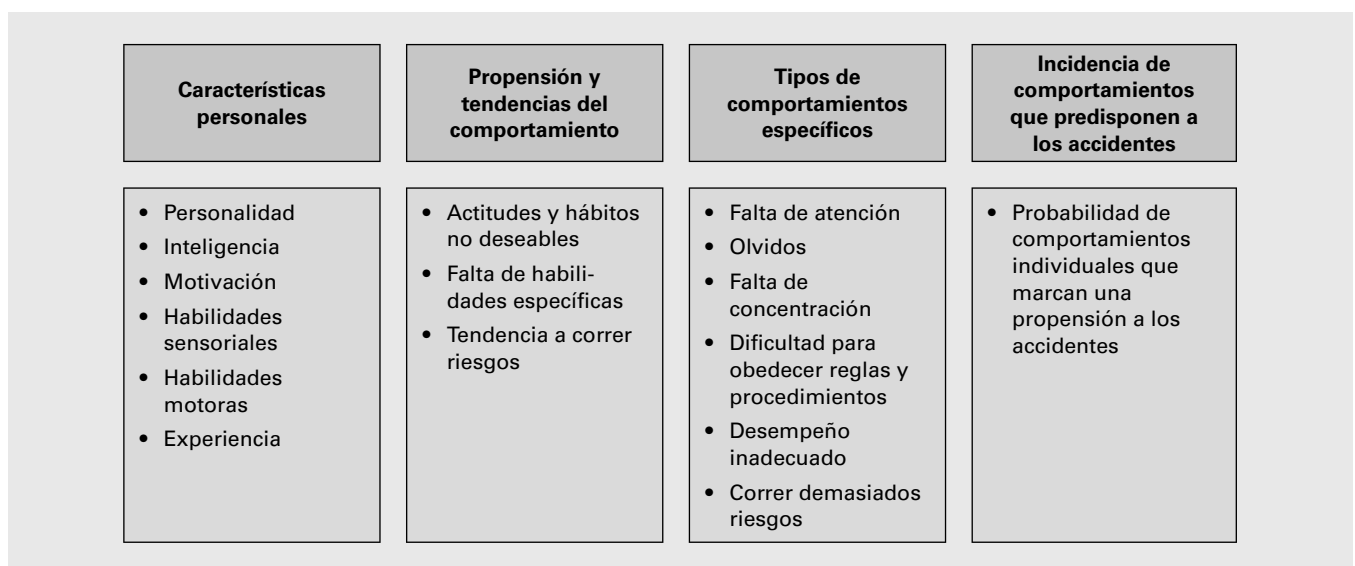 Características
personales
Propensión y
tendencias del
comportamiento
Tipos de
comportamientos
específicos
Incidencia de
comportamientos
que predisponen a
los accidentes
• Personalidad
• Inteligencia
• Motivación
• Habilidades
sensoriales
• Habilidades
motoras
• Experiencia
• Actitudes y hábitos
no deseables
• Falta de habili-
dades específicas
• Tendencia a correr
riesgos
• Falta de atención
• Olvidos
• Falta de
concentración
• Dificultad para
obedecer reglas y
procedimientos
• Desempeño
inadecuado
• Correr demasiados
riesgos
• Probabilidad de
comportamientos
individuales que
marcan una
propensión a los
accidentes